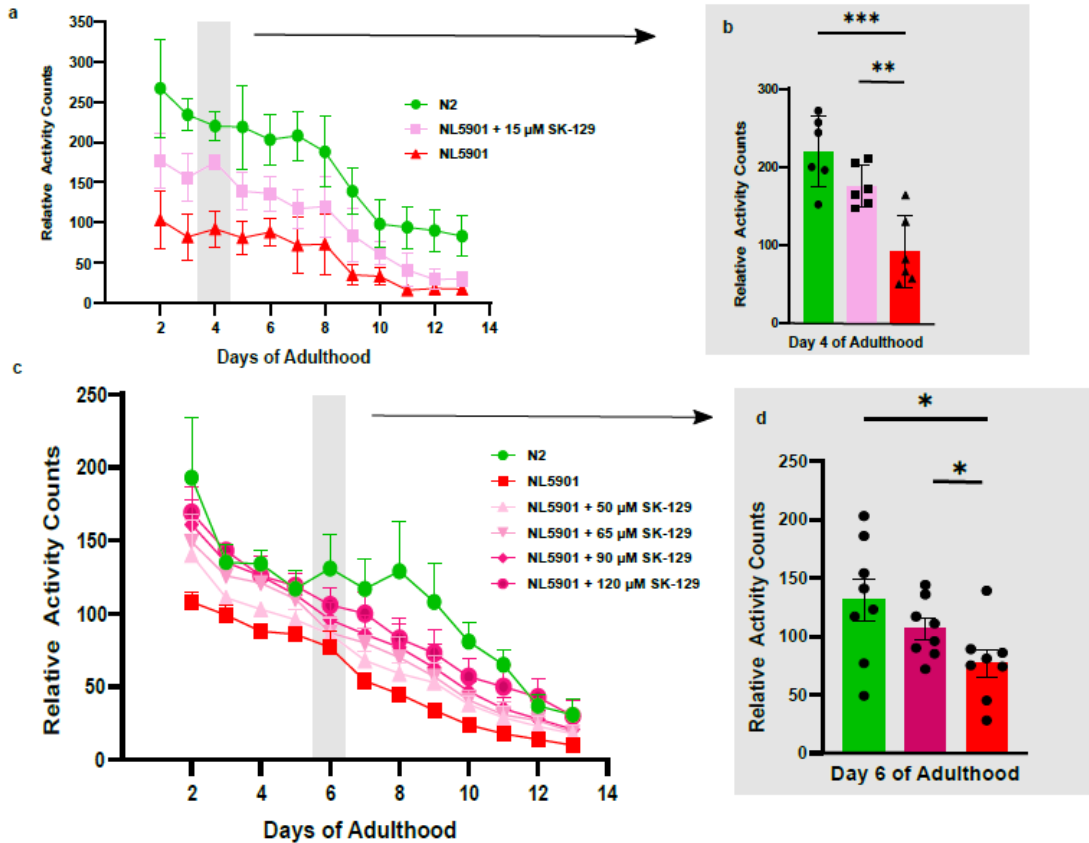 a
350
300
250
200
150
100
50
0
Relative Activity Counts
2 4 6 8 10 12 14
Days of Adulthood
N2
NL5901 + 15 µM SK-129
NL5901
b
***
**
300
200
100
0
Relative Activity Counts
Day 4 of Adulthood
c
250
200
150
100
50
0
Relative Activity Counts
2 4 6 8 10 12 14
Days of Adulthood
N2
NL5901
NL5901 + 50 µM SK-129
NL5901 + 65 µM SK-129
NL5901 + 90 µM SK-129
NL5901 + 120 µM SK-129
d
*
*
250
200
150
100
50
0
Relative Activity Counts
Day 6 of Adulthood